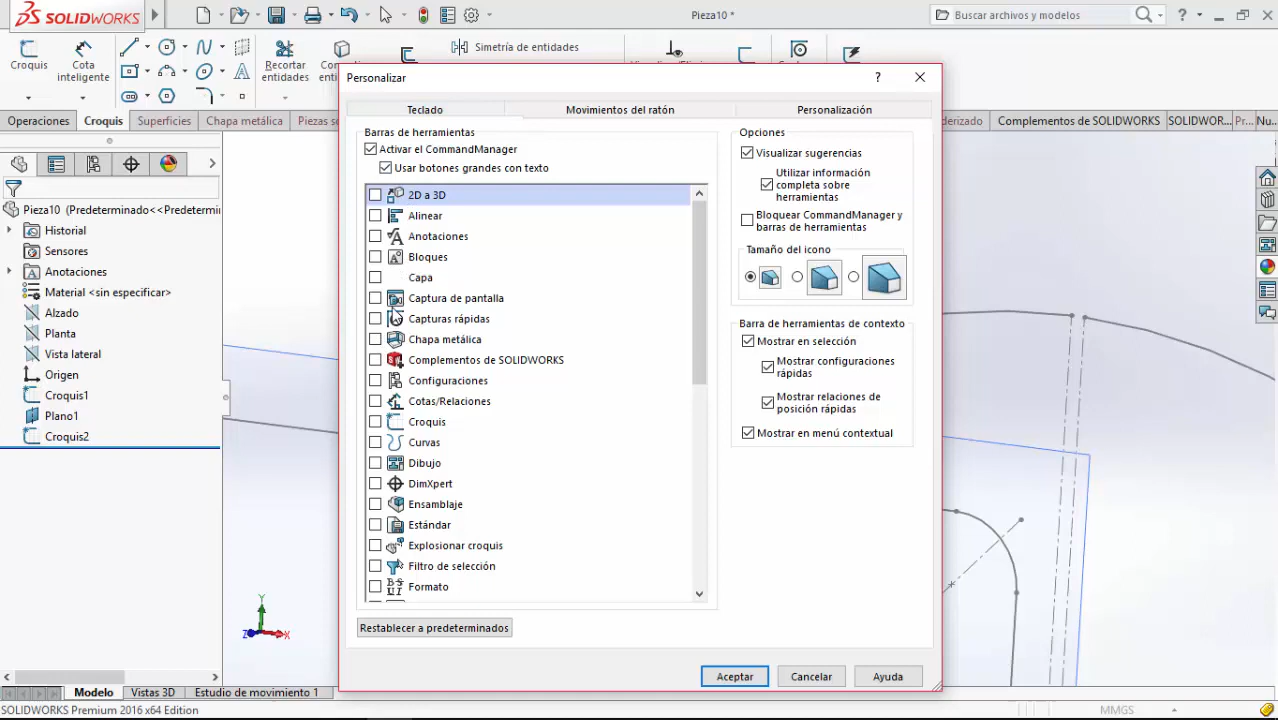 SOLIDWORKS
Pieza10 *
Buscar archivos y modelos
Croquis
Cota inteligente
Recortar entidades
Simetría de entidades
Operaciones
Croquis
Superficies
Chapa metálica
Complementos de SOLIDWORKS
SOLIDWOR...
Pr...
Nu...
Pieza10 (Predeterminado<<Predetermi
Historial
Sensores
Anotaciones
Material <sin especificar>
Alzado
Planta
Vista lateral
Origen
Croquis1
Plano1
Croquis2
Personalizar
?
Teclado
Movimientos del ratón
Personalización
Barras de herramientas
Activar el CommandManager
Usar botones grandes con texto
2D a 3D
Alinear
Anotaciones
Bloques
Capa
Captura de pantalla
Capturas rápidas
Chapa metálica
Complementos de SOLIDWORKS
Configuraciones
Cotas/Relaciones
Croquis
Curvas
Dibujo
DimXpert
Ensamblaje
Estándar
Explosionar croquis
Filtro de selección
Formato
Restablecer a predeterminados
Opciones
Visualizar sugerencias
Utilizar información
completa sobre
herramientas
Bloquear CommandManager y
barras de herramientas
Tamaño del icono
Barra de herramientas de contexto
Mostrar en selección
Mostrar configuraciones
rápidas
Mostrar relaciones de
posición rápidas
Mostrar en menú contextual
Aceptar
Cancelar
Ayuda
Y
Z
X
Modelo
Vistas 3D
Estudio de movimiento 1
SOLIDWORKS Premium 2016 x64 Edition
MMGS